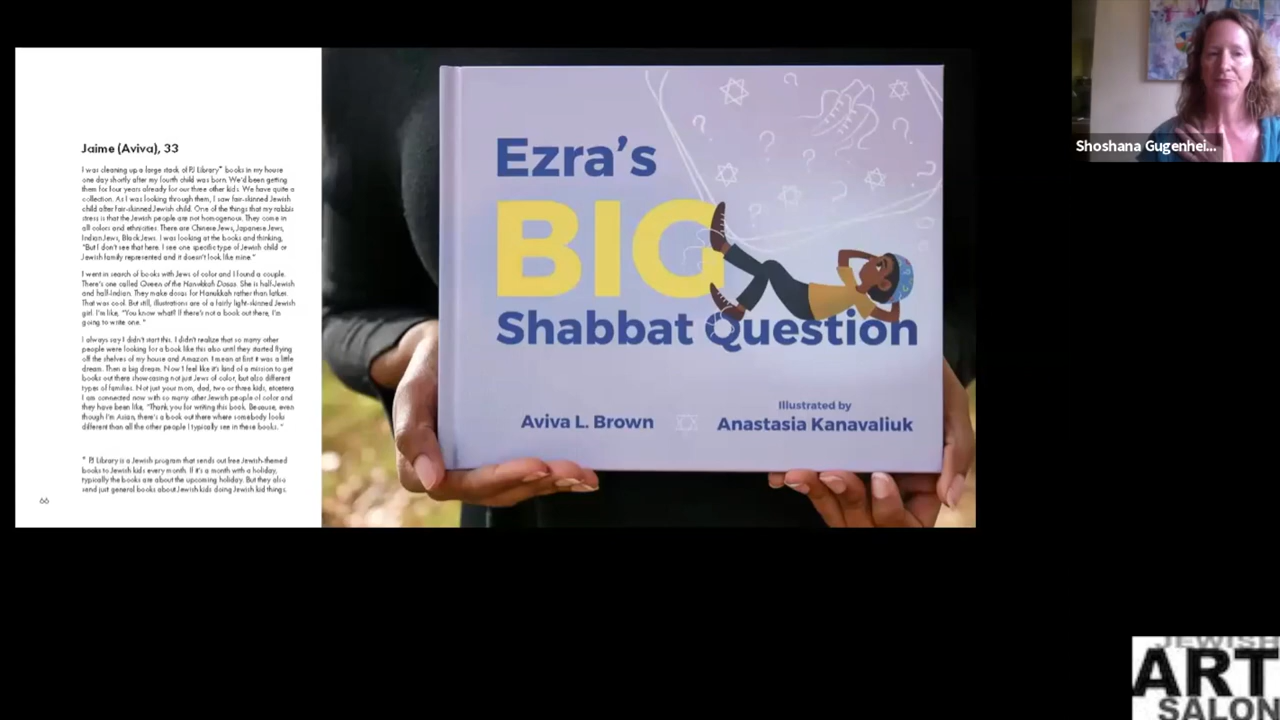 Jaime (Aviva), 33
I was cleaning up a large stack of PJ Library* books in my house
one day shortly after my fourth child was born. We'd been getting
them for four years already for our three other kids. We have quite a
collection. As I was looking through them, I saw fair-skinned Jewish
child after fair-skinned Jewish child. One of the things that my rabbis
stress is that the Jewish people are not homogenous. They come in
all colors and ethnicities. There are Chinese Jews, Japanese Jews,
Indian Jews, Black Jews. I was looking at the books and thinking,
"But I don't see that here. I see one specific type of Jewish child or
Jewish family represented and it doesn't look like mine."
I went in search of books with Jews of color and I found a couple.
There's one called Queen of the Hanukkah Dosas. She is half-Jewish
and half-Indian. They make dosas for Hanukkah rather than latkes.
That was cool. But still, illustrations are of a fairly light-skinned Jewish
girl. I'm like, "You know what? If there's not a book out there, I'm
going to write one."
I always say I didn't start this. I didn't realize that so many other
people were looking for a book like this also until they started flying
off the shelves of my house and Amazon. I mean at first it was a little
dream. Then a big dream. Now I feel like it's kind of a mission to get
books out there showcasing not just Jews of color, but also different
types of families. Not just your mom, dad, two or three kids, etcetera
I am connected now with so many other Jewish people of color and
they have been like, "Thank you for writing this book. Because, even
though I'm Asian, there's a book out there where somebody looks
different than all the other people I typically see in these books."
* PJ Library is a Jewish program that sends out free Jewish-themed
books to Jewish kids every month. If it's a month with a holiday,
typically the books are about the upcoming holiday. But they also
send just general books about Jewish kids doing Jewish kid things.
66
Ezra's
BIG
Shabbat Question
Aviva L. Brown
Illustrated by
Anastasia Kanavaliuk
Shoshana Gugenhei...
JEWISH
ART
SALON